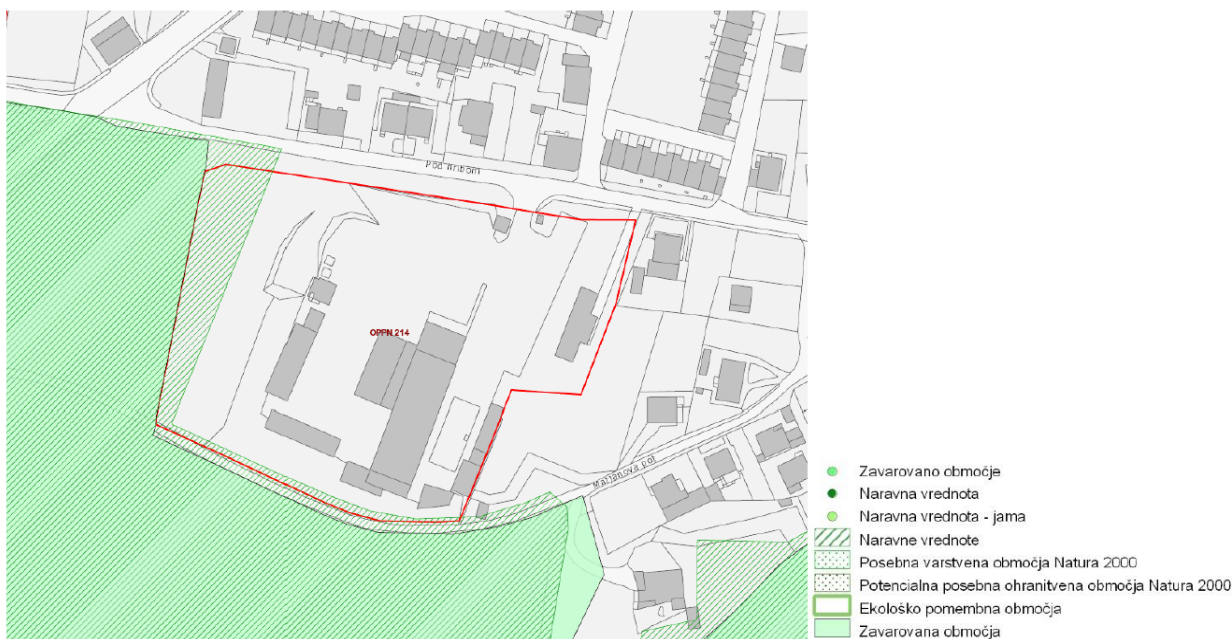 Pod hribom
OPPN 214
Marjanova pot
Zavarovano območje
Naravna vrednota
Naravna vrednota - jama
Naravne vrednote
Posebna varstvena območja Natura 2000
Potencialna posebna ohranitvena območja Natura 2000
Ekološko pomembna območja
Zavarovana območja